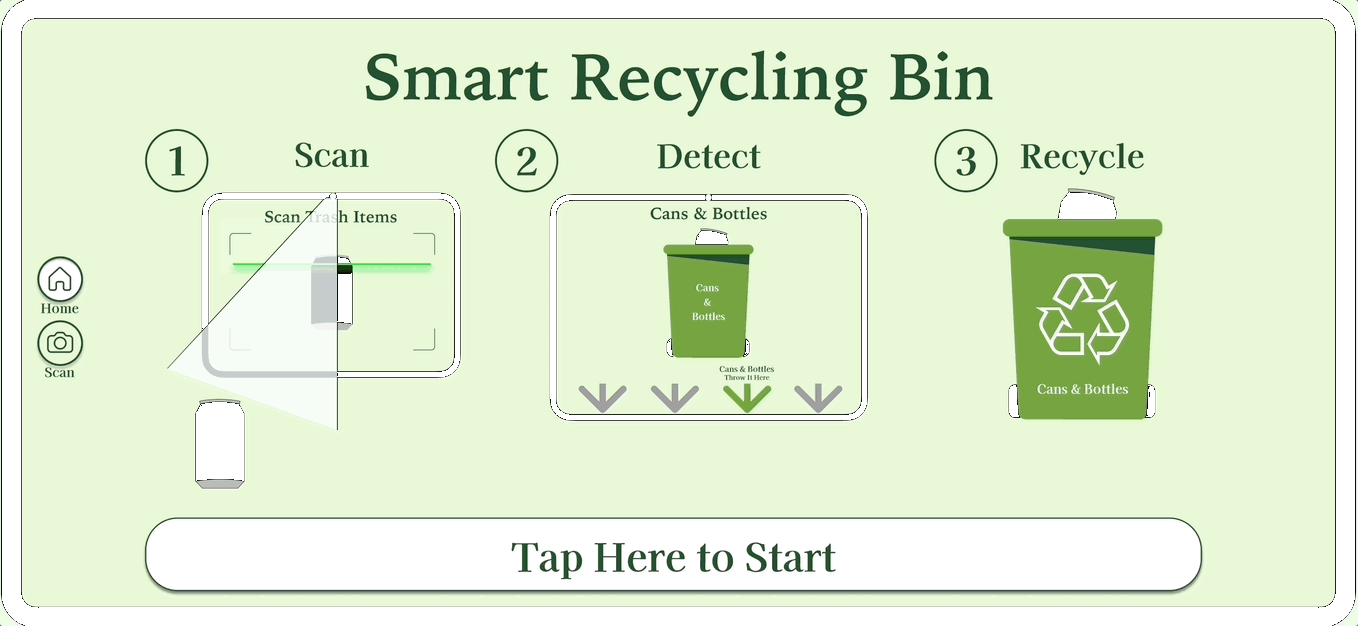 Smart Recycling Bin
1 Scan
2 Detect
3 Recycle
Scan Trash Items
Cans & Bottles
Cans
&
Bottles
Cans & Bottles
Throw It Here
Cans & Bottles
Home
Scan
Tap Here to Start